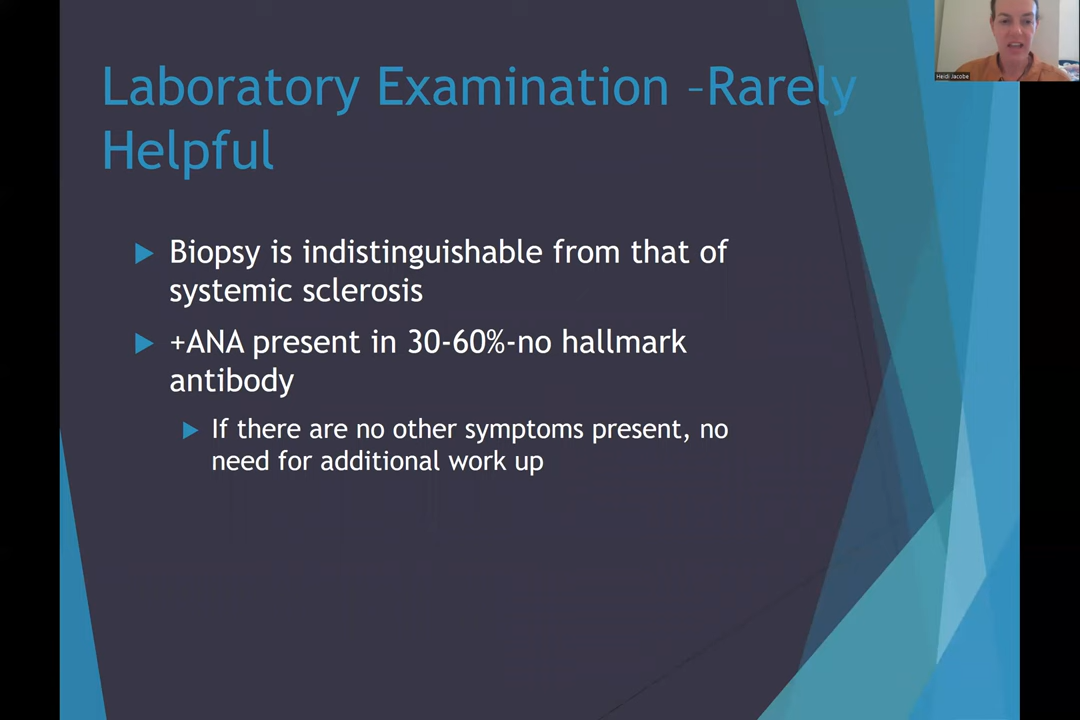 Laboratory Examination –Rarely
Helpful
Biopsy is indistinguishable from that of
systemic sclerosis
+ANA present in 30-60%-no hallmark
antibody
If there are no other symptoms present, no
need for additional work up
Heidi Jacobe